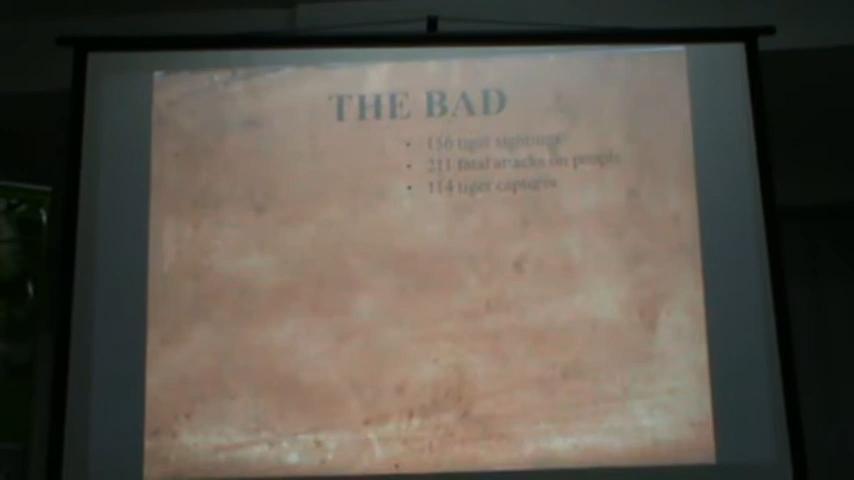 THE BAD
• 156 tiger sightings
• 211 fatal attacks on people
• 114 tiger captures